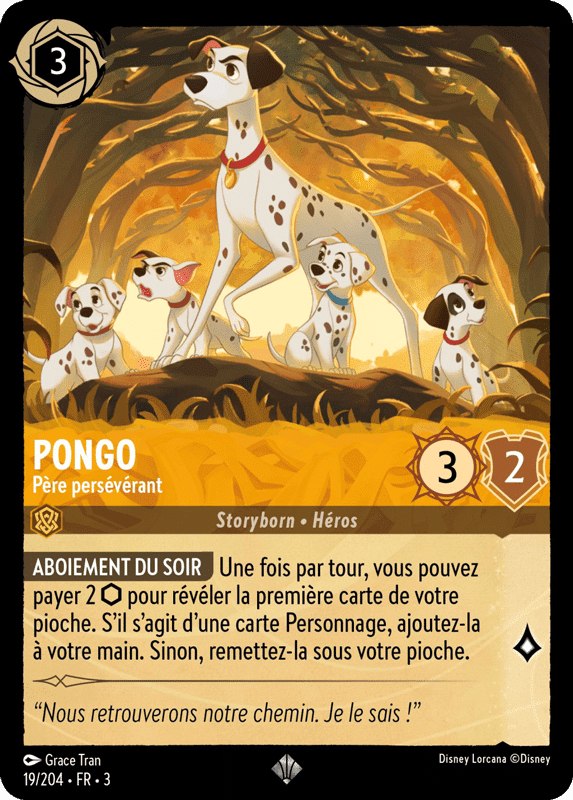 3
PONGO
Père persévérant
3
2
Storyborn • Héros
ABOIEMENT DU SOIR Une fois par tour, vous pouvez
payer 2 pour révéler la première carte de votre
pioche. S'il s'agit d'une carte Personnage, ajoutez-la
à votre main. Sinon, remettez-la sous votre pioche.
“Nous retrouverons notre chemin. Je le sais !”
Grace Tran
Disney Lorcana ©Disney
19/204 • FR • 3